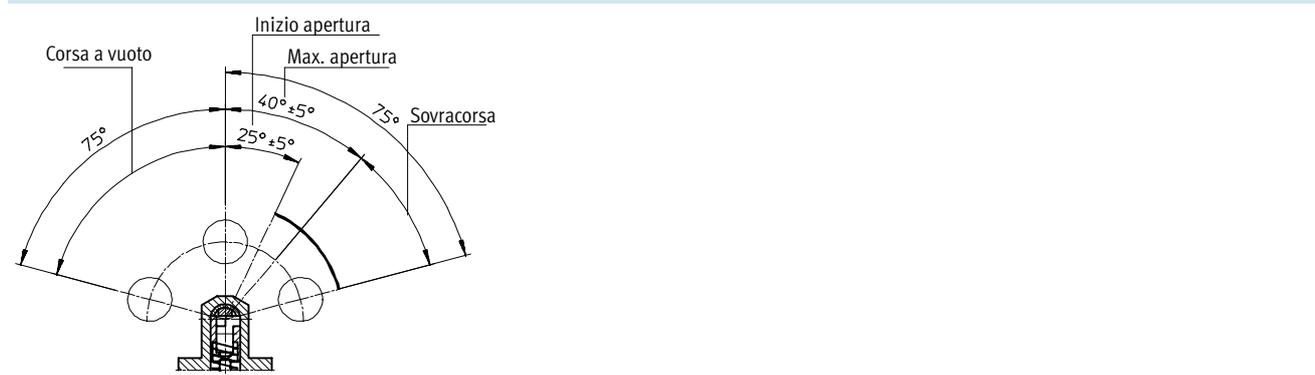 Inizio apertura
Corsa a vuoto
Max. apertura
40°±5°
75°
Sovracorsa
75°
25°±5°